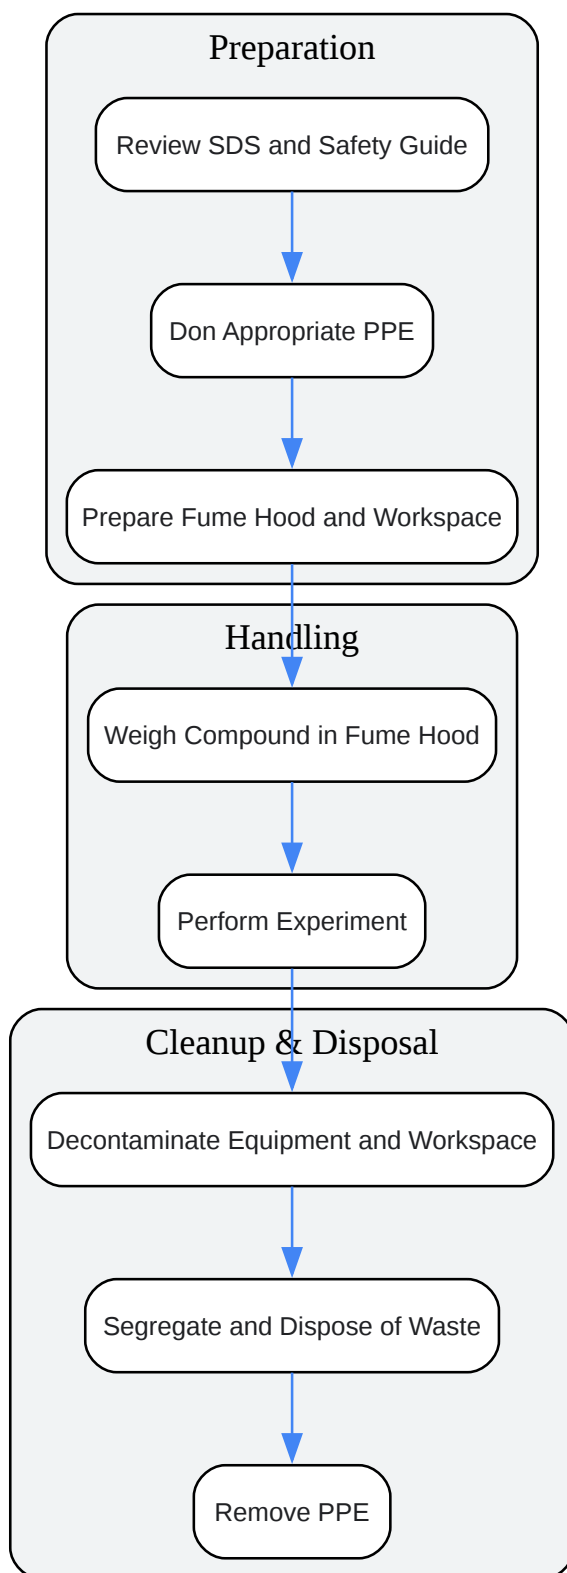 Preparation
Review SDS and Safety Guide
Don Appropriate PPE
Prepare Fume Hood and Workspace
Handling
Weigh Compound in Fume Hood
Perform Experiment
Cleanup & Disposal
Decontaminate Equipment and Workspace
Segregate and Dispose of Waste
Remove PPE